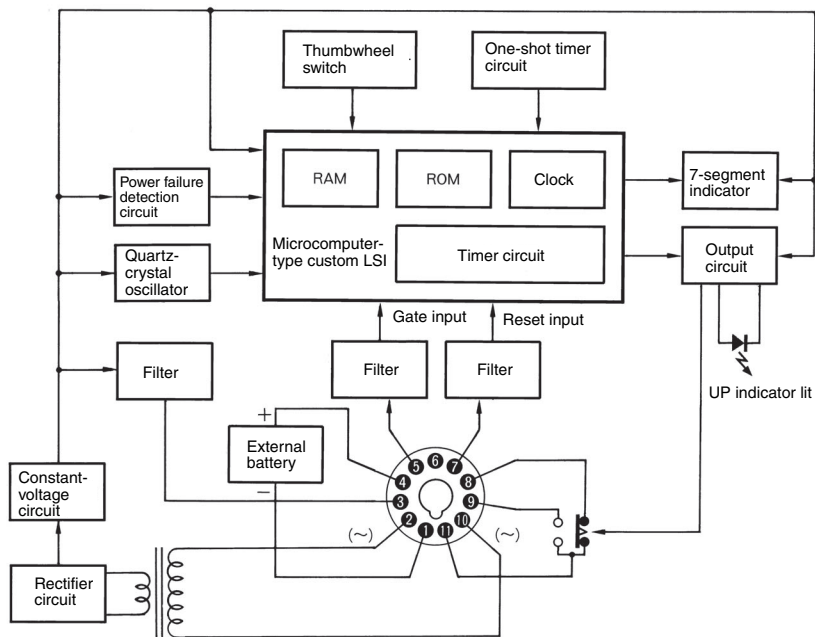 Thumbwheel
switch
One-shot timer
circuit
RAM
ROM
Clock
Power failure
detection
circuit
7-segment
indicator
Microcomputer-
type custom LSI
Timer circuit
Quartz-
crystal
oscillator
Output
circuit
Gate input
Reset input
Filter
Filter
Filter
UP indicator lit
+
External
battery
−
Constant-
voltage
circuit
5 6 7
4 8
3 9
2 10
1 11
(~)
(~)
Rectifier
circuit